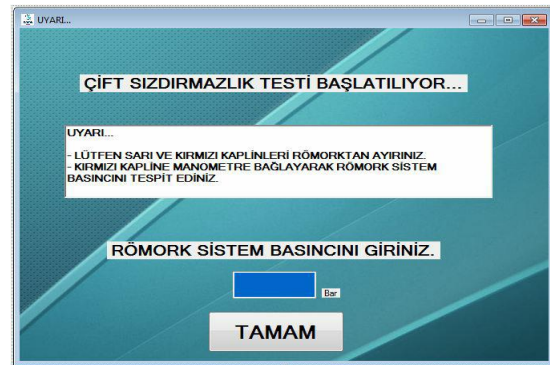 UYARI...
ÇİFT SIZDIRMAZLIK TESTİ BAŞLATILIYOR...
UYARI...
- LÜTFEN SARI VE KIRMIZI KAPLİNLERİ RÖMORKTAN AYIRINIZ.
- KIRMIZI KAPLİNE MANOMETRE BAĞLAYARAK RÖMORK SİSTEM
BASINCINI TESPİT EDİNİZ.
RÖMORK SİSTEM BASINCINI GİRİNİZ.
Bar
TAMAM